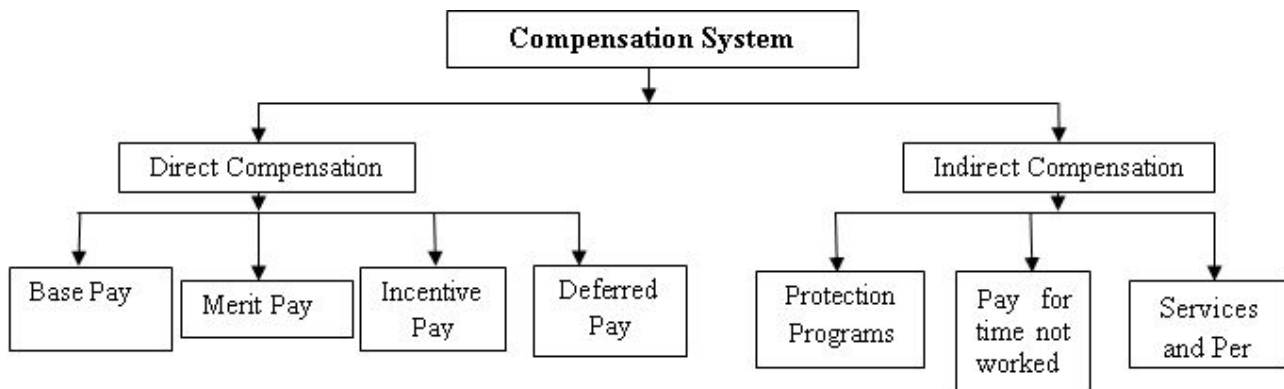 Compensation System
Direct Compensation
Indirect Compensation
Base Pay
Merit Pay
Incentive
Pay
Deferred
Pay
Protection
Programs
Pay for
time not
worked
Services
and Per